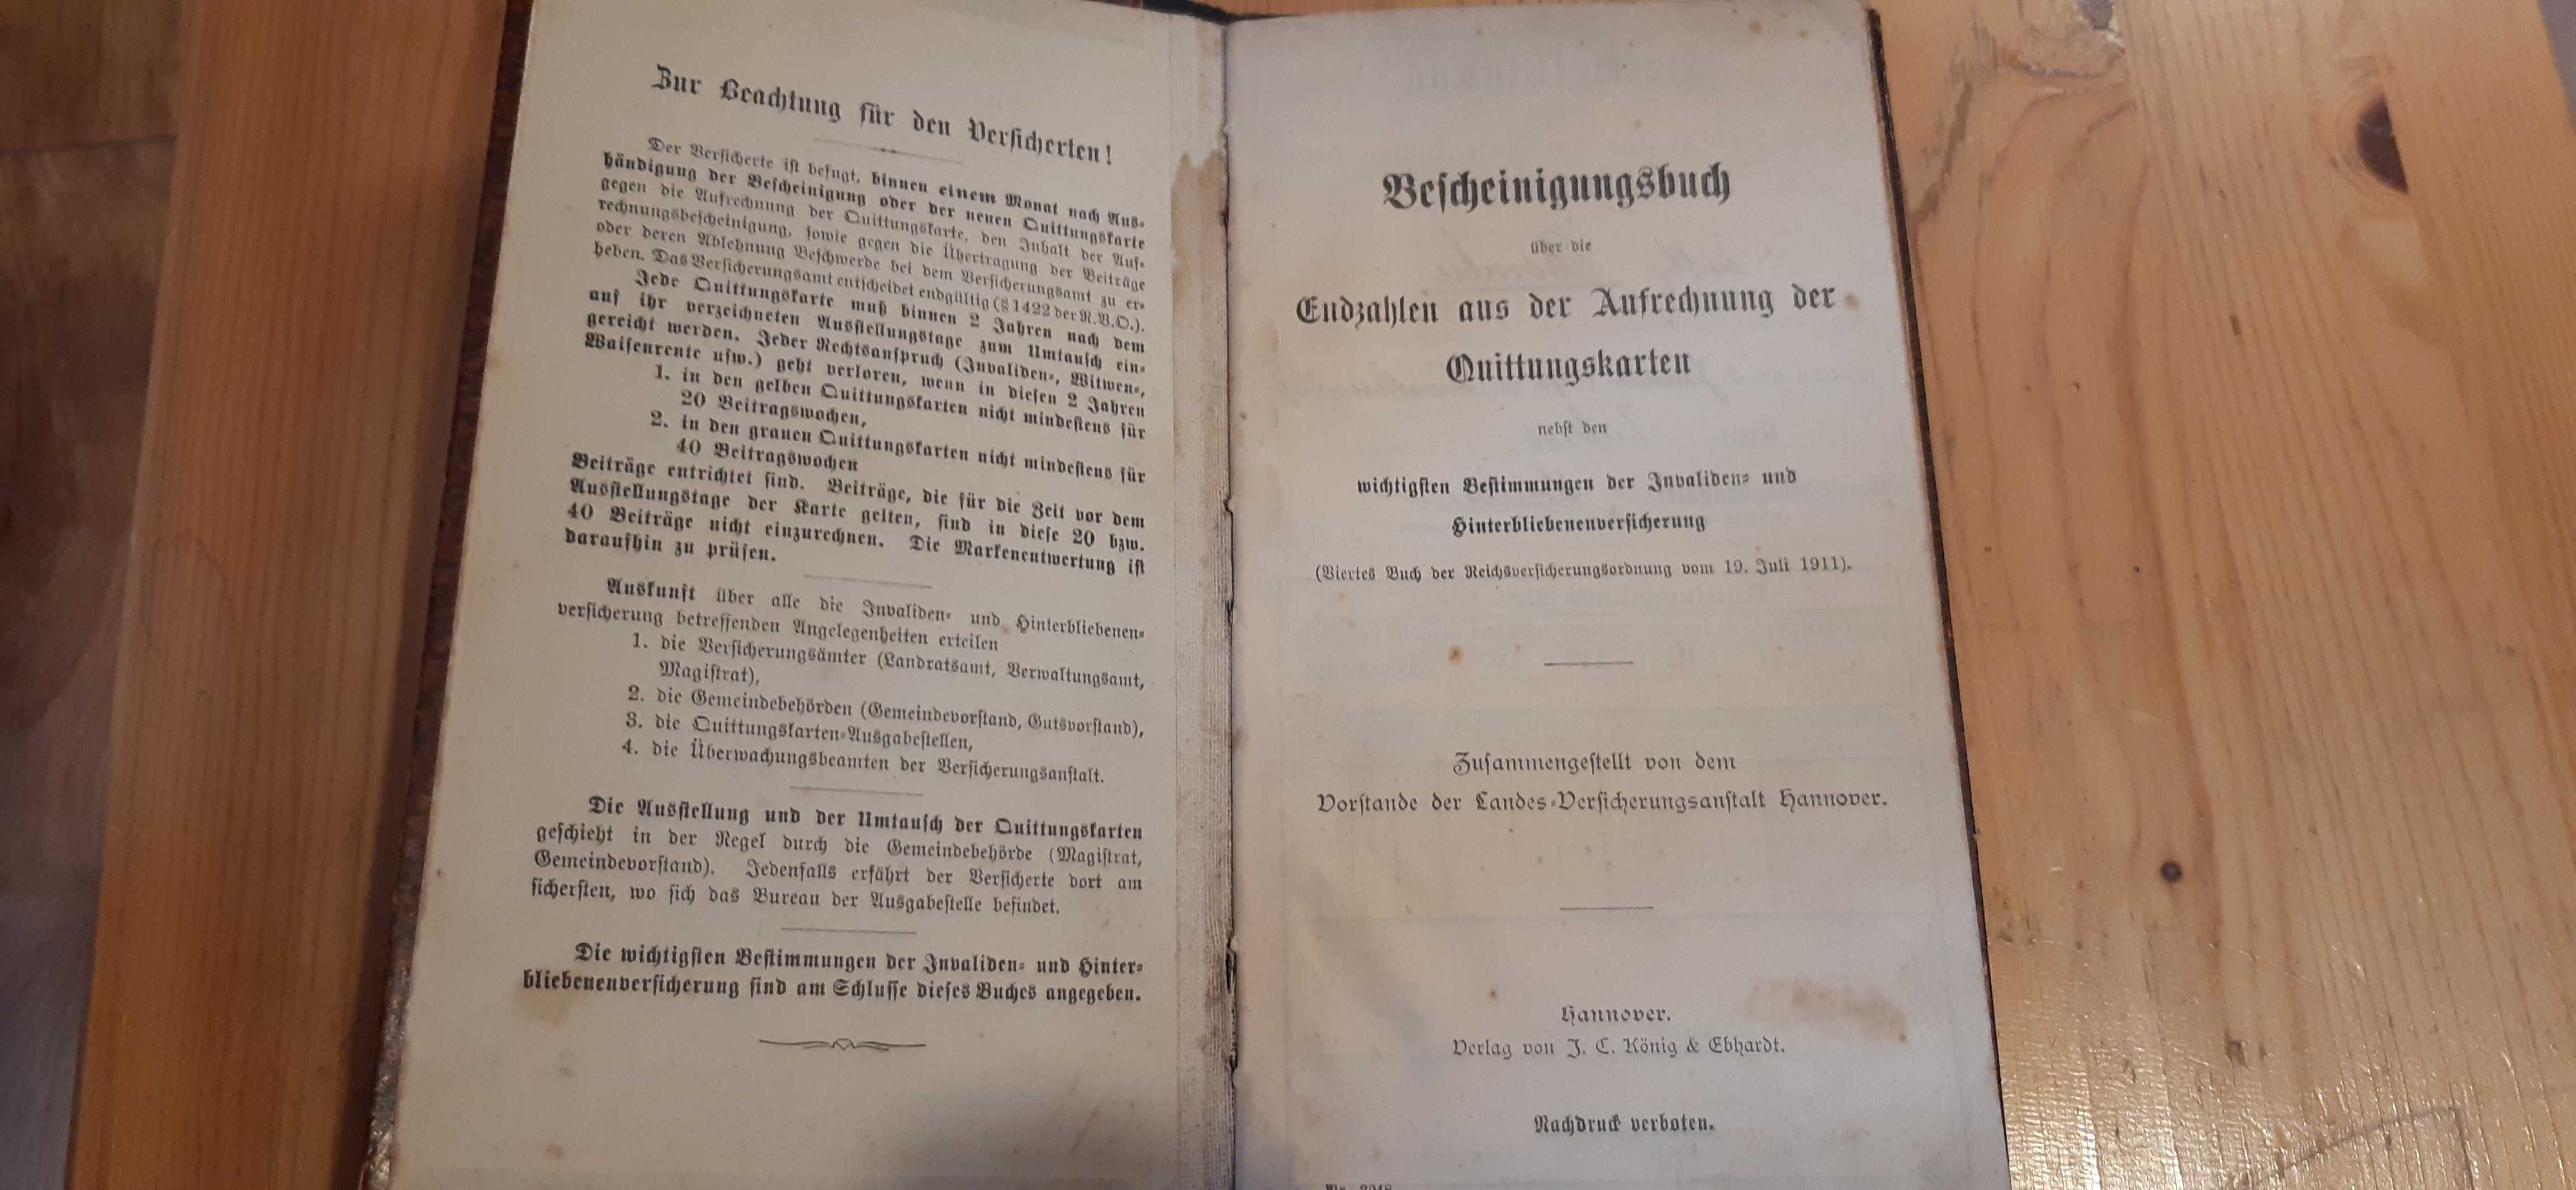 Zur Beachtung für den Versicherten!
Der Versicherte ist befugt, binnen einem Monat nach Aus-
händigung der Bescheinigung oder der neuen Quittungskarte
gegen die Aufrechnung der Quittungskarte, den Inhalt der Auf-
rechnungsbescheinigung, sowie gegen die Übertragung der Beiträge
oder deren Ablehnung Beschwerde bei dem Versicherungsamt zu er-
heben. Das Versicherungsamt entscheidet endgültig (§ 1422 der R.V.O.).
Jede Quittungskarte muß binnen 2 Jahren nach dem
auf ihr verzeichneten Ausstellungstage zum Umtausch ein-
gereicht werden. Jeder Rechtsanspruch (Invaliden-, Witwen-,
Waisenrente usw.) geht verloren, wenn in diesen 2 Jahren
1. in den gelben Quittungskarten nicht mindestens für
20 Beitragswochen,
2. in den grauen Quittungskarten nicht mindestens für
40 Beitragswochen
Beiträge entrichtet sind. Beiträge, die für die Zeit vor dem
Ausstellungstage der Karte gelten, sind in diese 20 bzw.
40 Beiträge nicht einzurechnen. Die Markenentwertung ist
daraufhin zu prüfen.
Auskunft über alle die Invaliden- und Hinterbliebenen-
versicherung betreffenden Angelegenheiten erteilen
1. die Versicherungsämter (Landratsamt, Verwaltungsamt,
Magistrat),
2. die Gemeindebehörden (Gemeindevorstand, Gutsvorstand),
3. die Quittungskarten-Ausgabestellen,
4. die Überwachungsbeamten der Versicherungsanstalt.
Die Ausstellung und der Umtausch der Quittungskarten
geschieht in der Regel durch die Gemeindebehörde (Magistrat,
Gemeindevorstand). Jedenfalls erfährt der Versicherte dort am
sichersten, wo sich das Bureau der Ausgabestelle befindet.
Die wichtigsten Bestimmungen der Invaliden- und Hinter-
bliebenenversicherung sind am Schlusse dieses Buches angegeben.
Bescheinigungsbuch
über die
Endzahlen aus der Aufrechnung der
Quittungskarten
nebst den
wichtigsten Bestimmungen der Invaliden- und
Hinterbliebenenversicherung
(Viertes Buch der Reichsversicherungsordnung vom 19. Juli 1911).
Zusammengestellt von dem
Vorstande der Landes-Versicherungsanstalt Hannover.
Hannover.
Verlag von J. C. König & Ebhardt.
Nachdruck verboten.